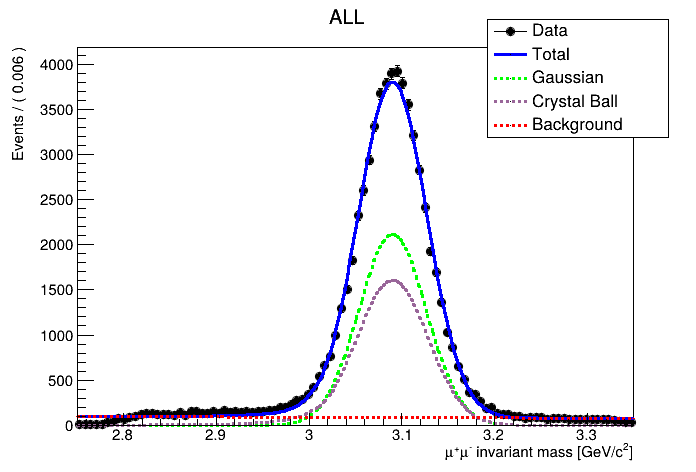 ALL
Data
Total
Gaussian
Crystal Ball
Background
Events / ( 0.006 )
4000
3500
3000
2500
2000
1500
1000
500
0
2.8 2.9 3 3.1 3.2 3.3
μ⁺μ⁻ invariant mass [GeV/c²]